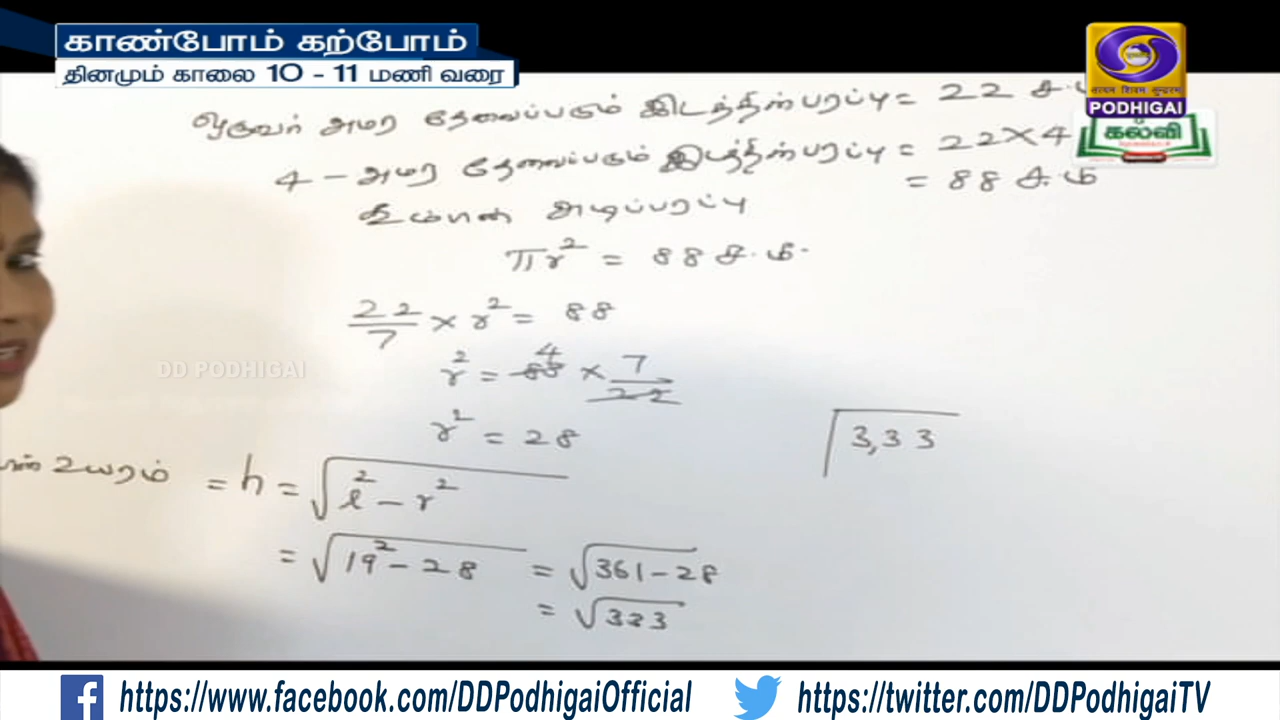 காண்போம் கற்போம்
தினமும் காலை 10 - 11 மணி வரை
PODHIGAI
கல்வி
ஒருவர் அமர தேவைப்படும் இடத்தின் பரப்பு = 22 ச.
4 - அமர தேவைப்படும் இடத்தின் பரப்பு = 22 × 4
= 88 ச.மீ
அடிப்பரப்பு
πr² = 88 ச.மீ.
22/7 × r² = 88
r² = 88 4 × 7/22
r² = 28
உயரம் = h = √(l² - r²)
= √(19² - 28) = √(361 - 28)
= √333
3,33
DD PODHIGAI
https://www.facebook.com/DDPodhigaiOfficial
https://twitter.com/DDPodhigaiTV